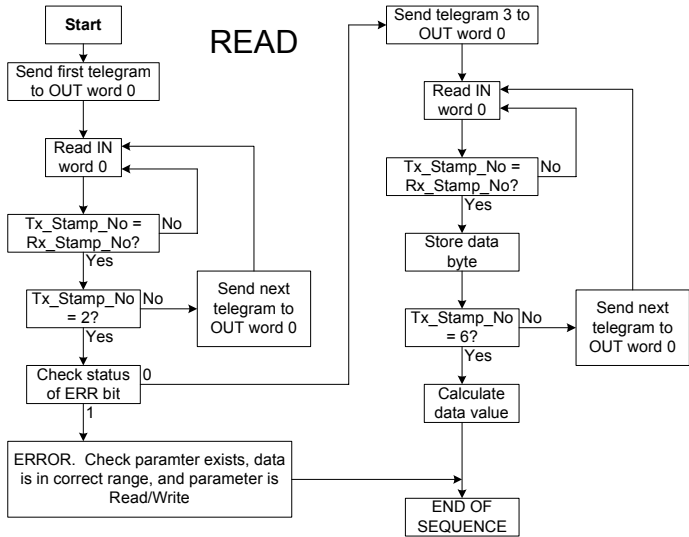 Start
READ
Send first telegram
to OUT word 0
Read IN
word 0
Tx_Stamp_No =
Rx_Stamp_No?
No
Yes
Tx_Stamp_No
= 2?
No
Yes
Send next
telegram to
OUT word 0
Check status
of ERR bit
0
1
ERROR.  Check paramter exists, data
is in correct range, and parameter is
Read/Write
Send telegram 3 to
OUT word 0
Read IN
word 0
Tx_Stamp_No =
Rx_Stamp_No?
No
Yes
Store data
byte
Tx_Stamp_No
= 6?
No
Yes
Send next
telegram to
OUT word 0
Calculate
data value
END OF
SEQUENCE